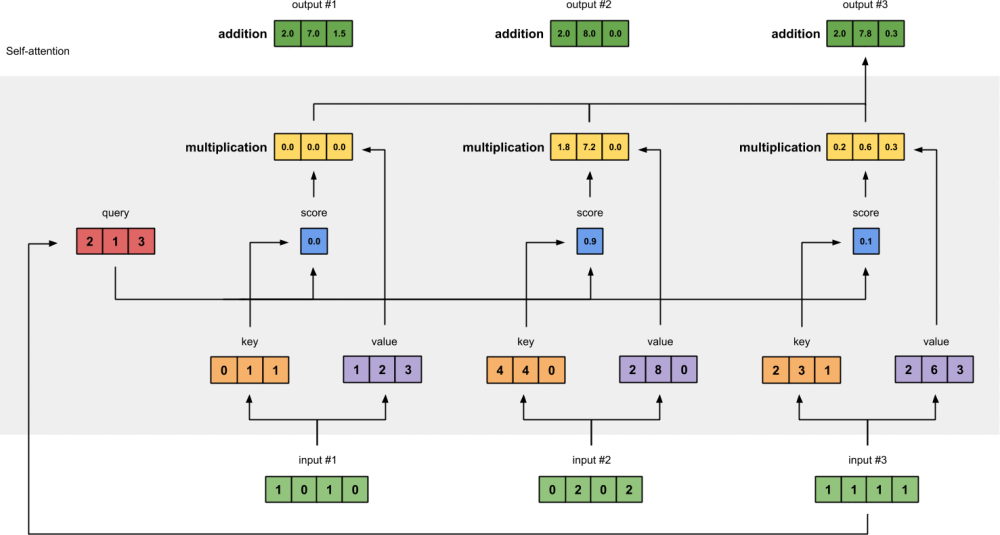 output #1 output #2 output #3
addition 2.0 7.0 1.5 addition 2.0 8.0 0.0 addition 2.0 7.8 0.3
Self-attention
multiplication 0.0 0.0 0.0 multiplication 1.8 7.2 0.0 multiplication 0.2 0.6 0.3
query score score score
2 1 3 0.0 0.9 0.1
key value key value key value
0 1 1 1 2 3 4 4 0 2 8 0 2 3 1 2 6 3
input #1 input #2 input #3
1 0 1 0 0 2 0 2 1 1 1 1